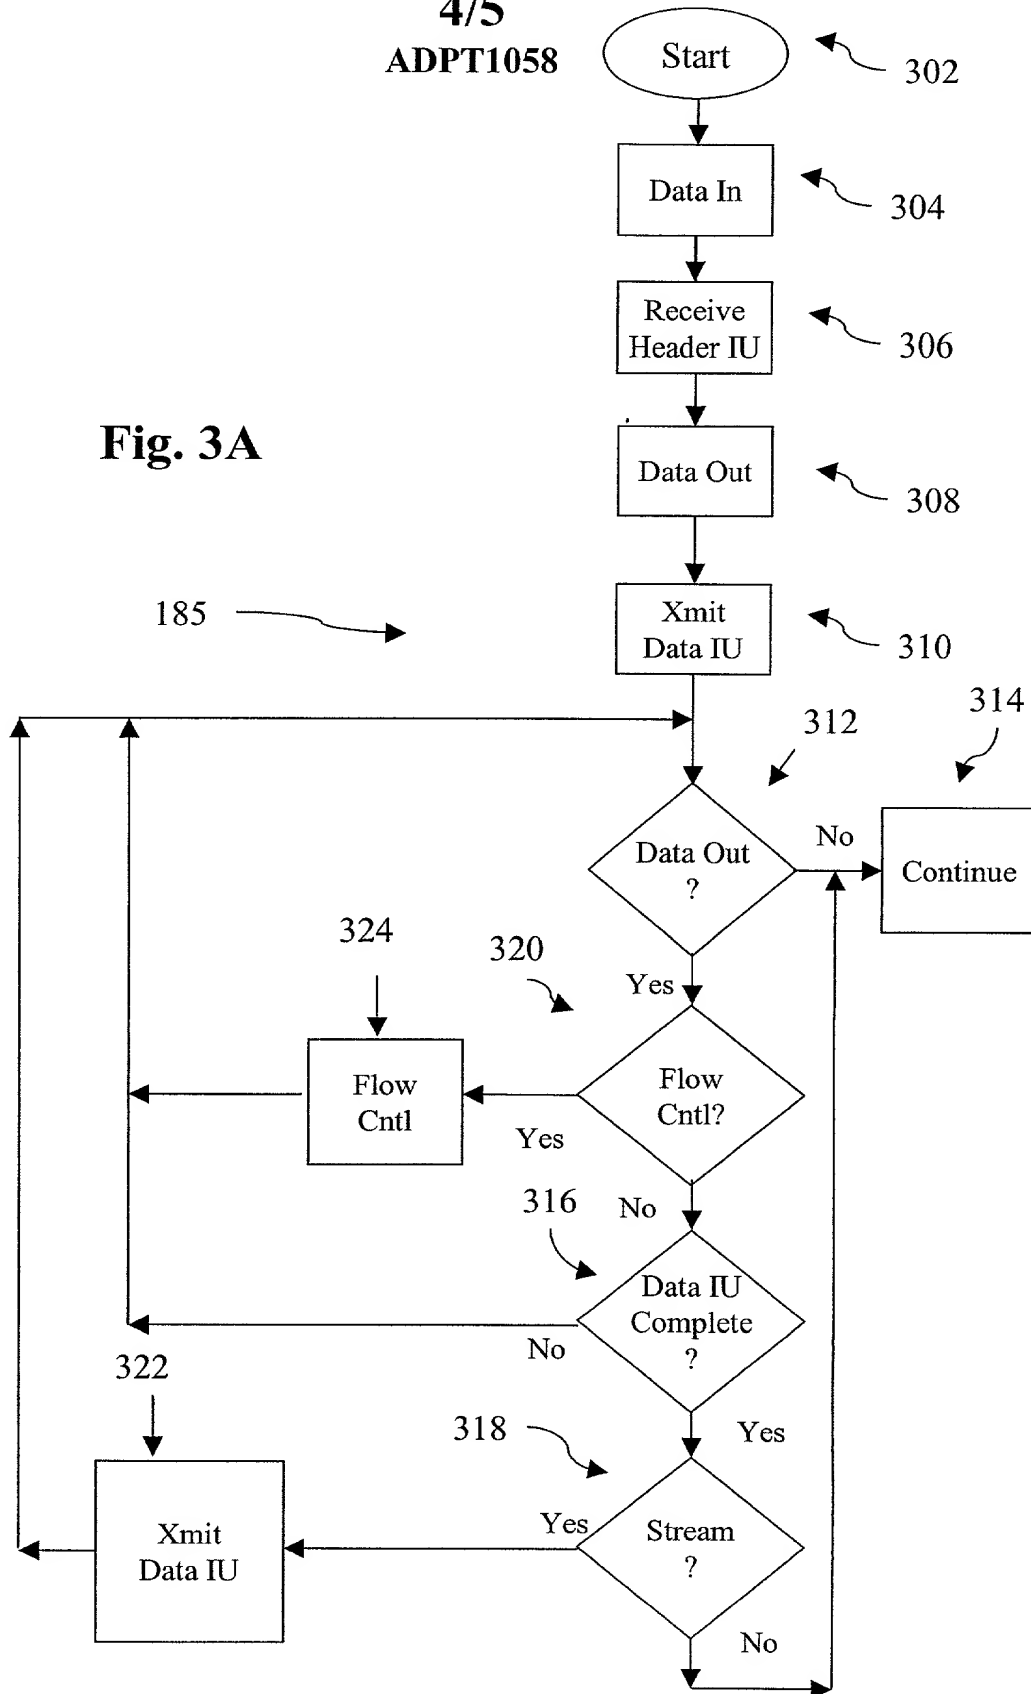 4/5
ADPT1058
Start
302
Data In
304
Receive
Header IU
306
Fig. 3A
Data Out
308
185
Xmit
Data IU
310
312
314
Data Out
?
No
Continue
324
320
Yes
Flow
Cntl
Flow
Cntl?
Yes
316
No
Data IU
Complete
?
No
322
318
Yes
Xmit
Data IU
Yes
Stream
?
No